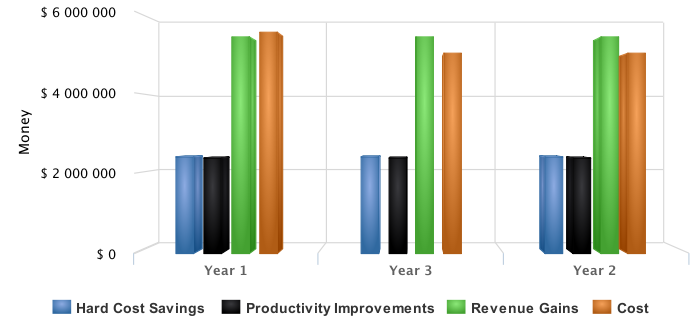 $ 6 000 000
$ 4 000 000
Money
$ 2 000 000
$ 0
Year 1 Year 3 Year 2
Hard Cost Savings Productivity Improvements Revenue Gains Cost